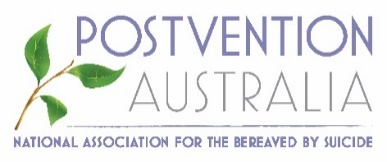 POSTVENTION
AUSTRALIA
NATIONAL ASSOCIATION FOR THE BEREAVED BY SUICIDE